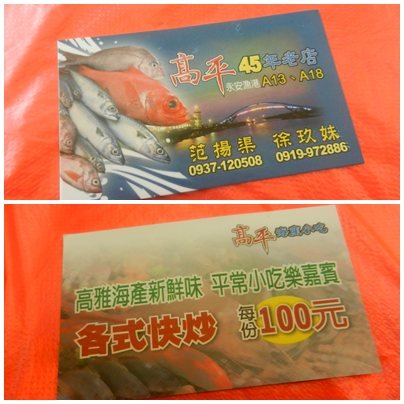 高平 45年老店
永安漁港 A13、A18
范揚渠 徐玖妹
0937-120508 0919-972886
高平 海產小吃
高雅海產新鮮味 平常小吃樂嘉賓
各式快炒 每份100元